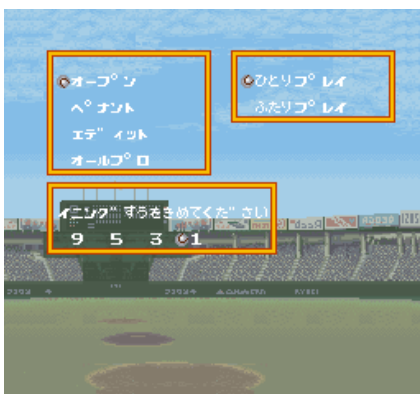 オープン
ペナント
エディット
オールプロ
ひとりプレイ
ふたりプレイ
イニングすうをきめてください
9 5 3 1